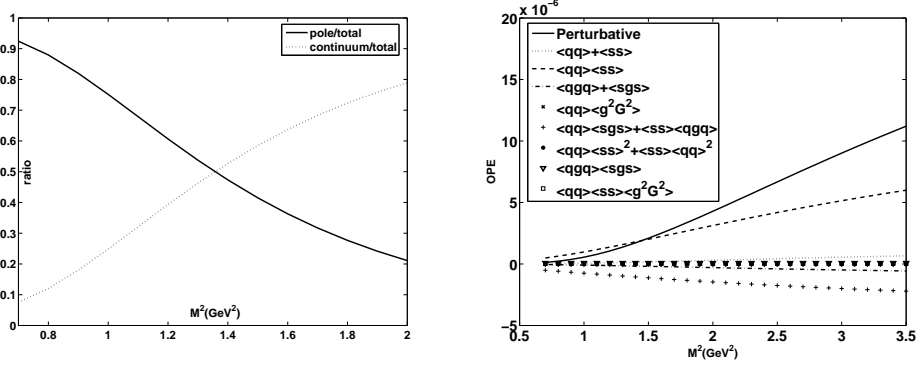 1
0.9
0.8
0.7
0.6
0.5
0.4
0.3
0.2
0.1
0
ratio
pole/total
continuum/total
M²(GeV²)
0.8
1
1.2
1.4
1.6
1.8
2
20
x 10⁻⁶
15
10
5
0
−5
OPE
Perturbative
<qq>+<ss>
<qq><ss>
<qgq>+<sgs>
<qq><g²G²>
<qq><sgs>+<ss><qgq>
<qq><ss>²+<ss><qq>²
<qgq><sgs>
<qq><ss><g²G²>
0.5
1
1.5
2
2.5
3
3.5
M²(GeV²)